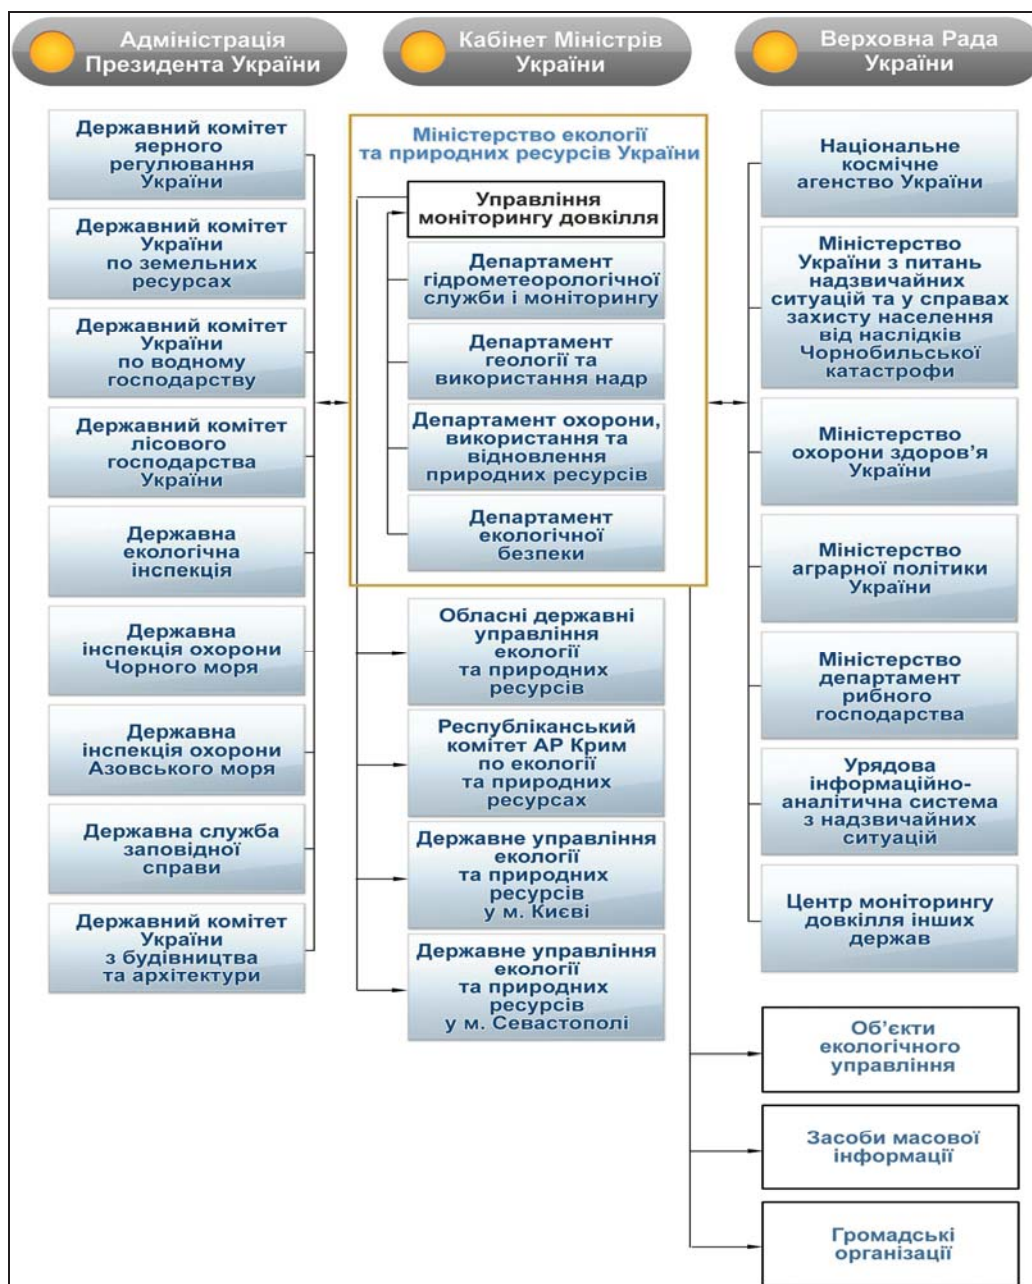 Адміністрація
Президента України
Кабінет Міністрів
України
Верховна Рада
України
Державний комітет
яерного
регулювання
України
Державний комітет
України
по земельних
ресурсах
Державний комітет
України
по водному
господарству
Державний комітет
лісового
господарства
України
Державна
екологічна
інспекція
Державна
інспекція охорони
Чорного моря
Державна
інспекція охорони
Азовського моря
Державна служба
заповідної
справи
Державний комітет
України
з будівництва
та архітектури
Міністерство екології
та природних ресурсів України
Управління
моніторингу довкілля
Департамент
гідрометеорологічної
служби і моніторингу
Департамент
геології та
використання надр
Департамент охорони,
використання та
відновлення
природних ресурсів
Департамент
екологічної
безпеки
Обласні державні
управління
екології
та природних
ресурсів
Республіканський
комітет АР Крим
по екології
та природних
ресурсах
Державне управління
екології
та природних
ресурсів
у м. Києві
Державне управління
екології
та природних
ресурсів
у м. Севастополі
Національне
космічне
агенство України
Міністерство
України з питань
надзвичайних
ситуацій та у справах
захисту населення
від наслідків
Чорнобильської
катастрофи
Міністерство
охорони здоров’я
України
Міністерство
аграрної політики
України
Міністерство
департамент
рибного
господарства
Урядова
інформаційно-
аналітична система
з надзвичайних
ситуацій
Центр моніторингу
довкілля інших
держав
Об’єкти
екологічного
управління
Засоби масової
інформації
Громадські
організації